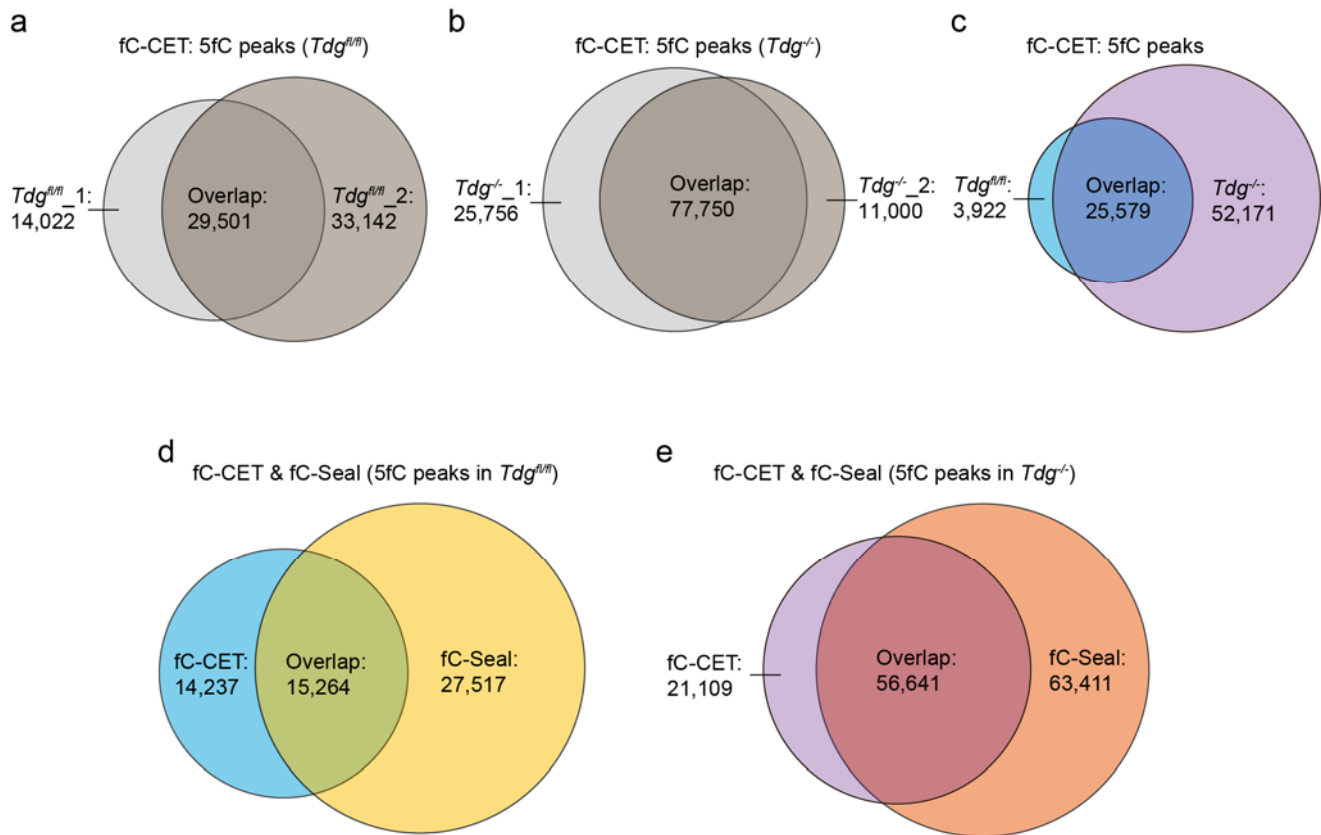 a
fC-CET: 5fC peaks (Tdgfl/fl)
Tdgfl/fl_1:
14,022
Overlap:
29,501
Tdgfl/fl_2:
33,142
b
fC-CET: 5fC peaks (Tdg-/-)
Tdg-/-_1:
25,756
Overlap:
77,750
Tdg-/-_2:
11,000
c
fC-CET: 5fC peaks
Tdgfl/fl:
3,922
Overlap:
25,579
Tdg-/-:
52,171
d
fC-CET & fC-Seal (5fC peaks in Tdgfl/fl)
fC-CET:
14,237
Overlap:
15,264
fC-Seal:
27,517
e
fC-CET & fC-Seal (5fC peaks in Tdg-/-)
fC-CET:
21,109
Overlap:
56,641
fC-Seal:
63,411